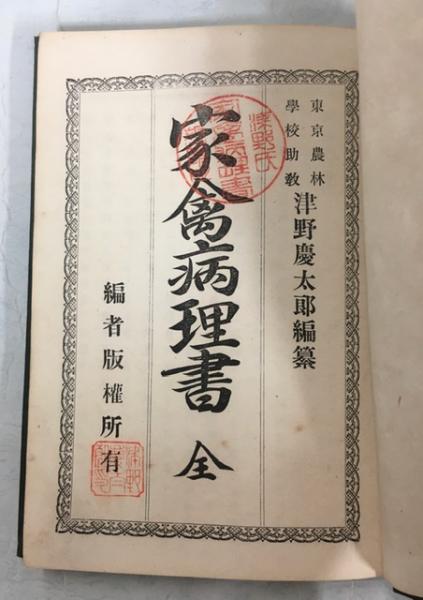 東京農林
學校助教
津野慶太郎編纂
家禽病理書 全
編者版權所有